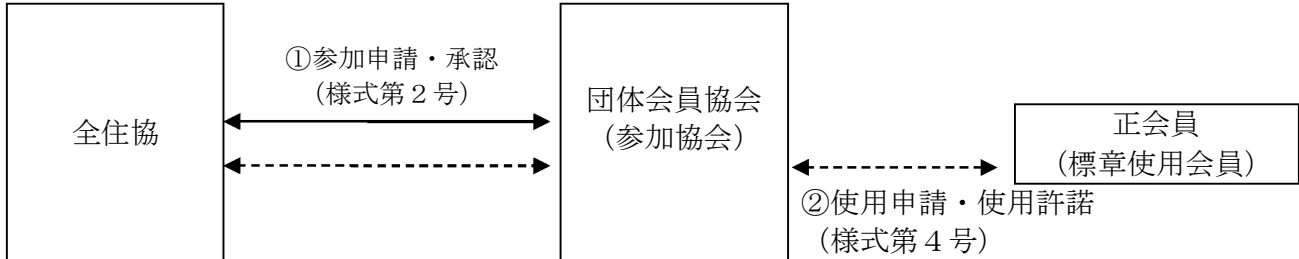 全住協
①参加申請・承認
（様式第２号）
団体会員協会
（参加協会）
正会員
（標章使用会員）
②使用申請・使用許諾
（様式第４号）